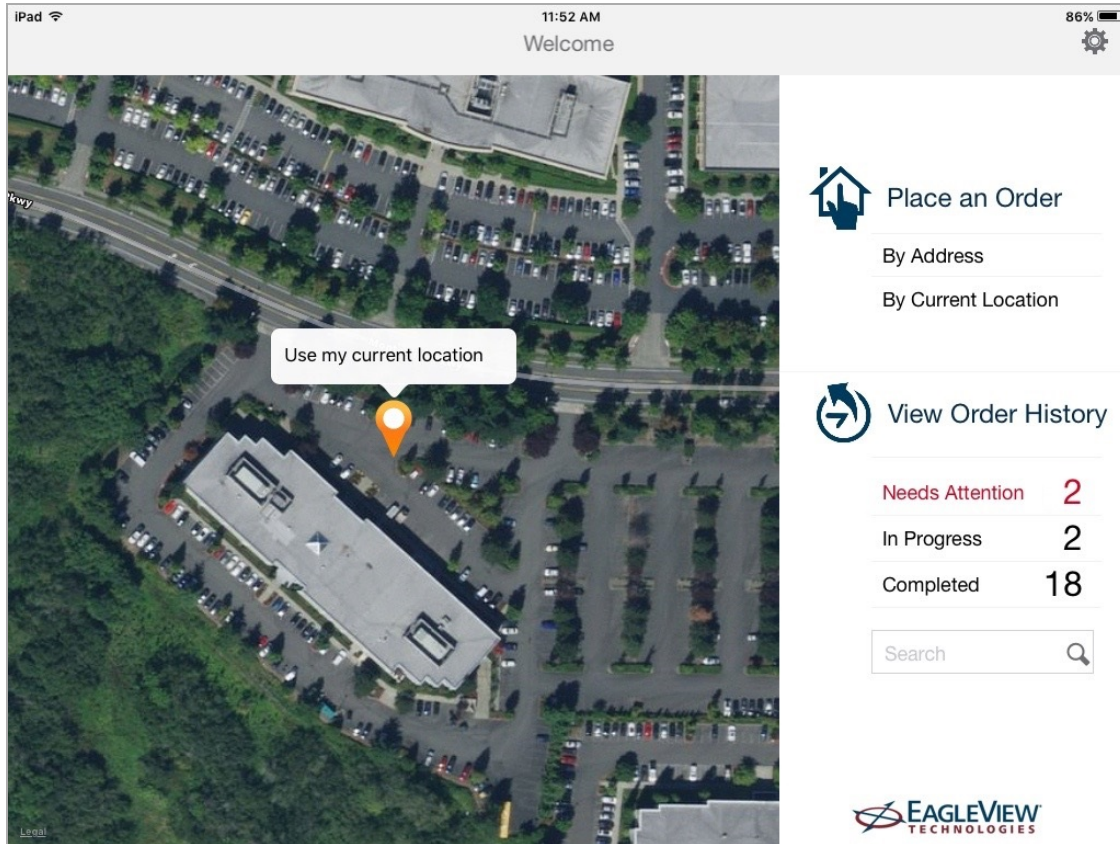 iPad
11:52 AM
86%
Welcome
kwy
Use my current location
Legal
Place an Order
By Address
By Current Location
View Order History
Needs Attention 2
In Progress 2
Completed 18
Search
EAGLEVIEW
TECHNOLOGIES